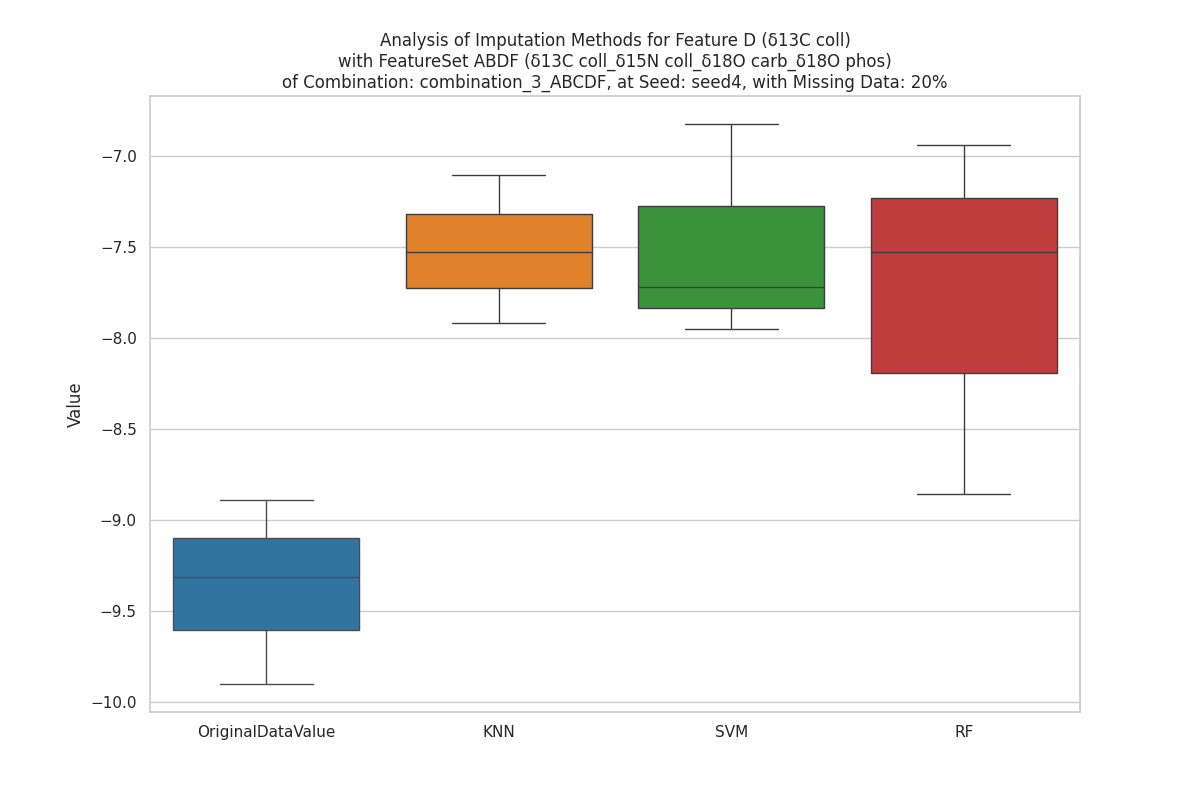 Analysis of Imputation Methods for Feature D (δ13C coll)
with FeatureSet ABDF (δ13C coll_δ15N coll_δ18O carb_δ18O phos)
of Combination: combination_3_ABCDF, at Seed: seed4, with Missing Data: 20%
Value
−7.0
−7.5
−8.0
−8.5
−9.0
−9.5
−10.0
OriginalDataValue
KNN
SVM
RF